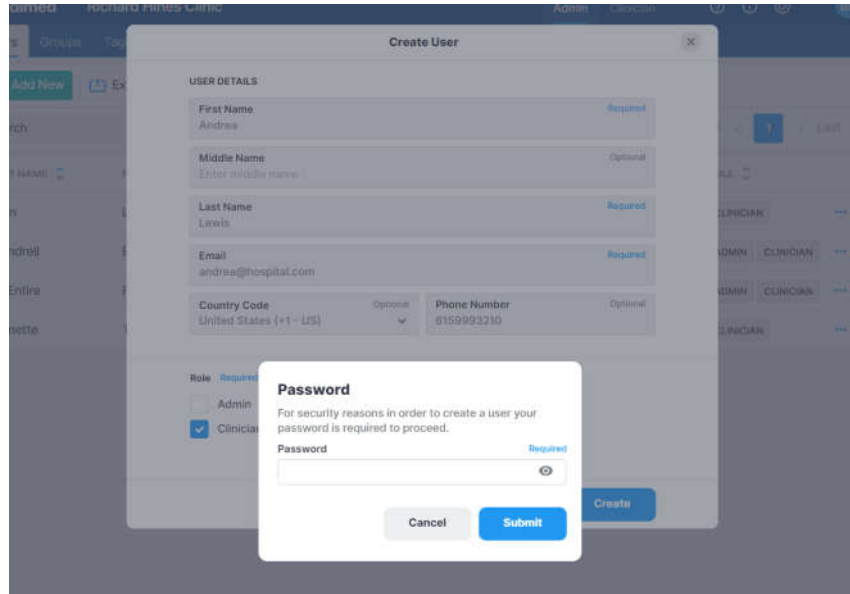 Richard Hines Clinic
Admin Clinician
Groups
Create User
Add New
USER DETAILS
First Name Required
Andrea
Middle Name Optional
Enter middle name
1 Last
NAME
Last Name Required
Lewis
CLINICIAN
Email Required
andrea@hospital.com
ADMIN CLINICIAN
Country Code Optional
United States (+1 - US)
Phone Number Optional
6159993210
ADMIN CLINICIAN
CLINICIAN
Role Required
Admin
Clinician
Password
For security reasons in order to create a user your
password is required to proceed.
Password Required
Cancel Submit
Create